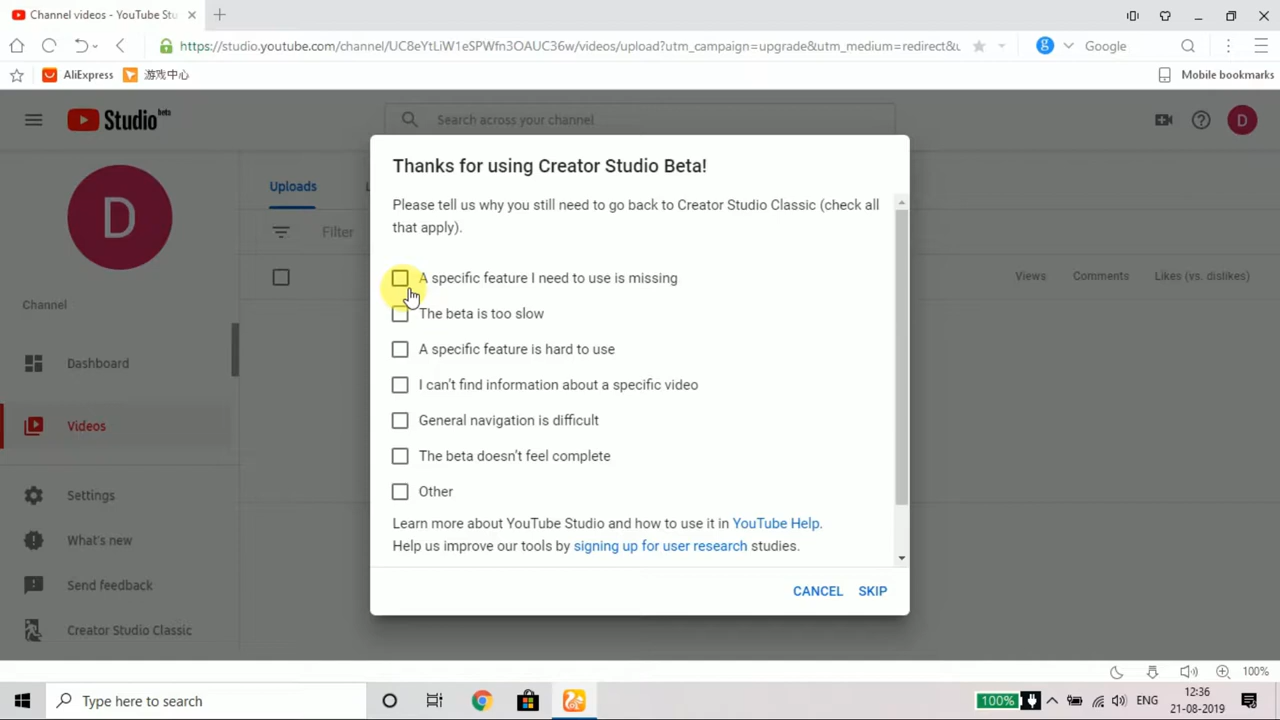 Channel videos - YouTube Stu
https://studio.youtube.com/channel/UC8eYtLiW1eSPWfn3OAUC36w/videos/upload?utm_campaign=upgrade&utm_medium=redirect&u
g
Google
AliExpress
游戏中心
Mobile bookmarks
Studio beta
Search across your channel
D
D
Thanks for using Creator Studio Beta!
Please tell us why you still need to go back to Creator Studio Classic (check all
that apply).
A specific feature I need to use is missing
The beta is too slow
A specific feature is hard to use
I can't find information about a specific video
General navigation is difficult
The beta doesn't feel complete
Other
Learn more about YouTube Studio and how to use it in YouTube Help.
Help us improve our tools by signing up for user research studies.
CANCEL SKIP
Uploads L
Filter
Views Comments Likes (vs. dislikes)
Channel
Dashboard
Videos
Settings
What's new
Send feedback
Creator Studio Classic
100%
Type here to search
100%
ENG
12:36
21-08-2019